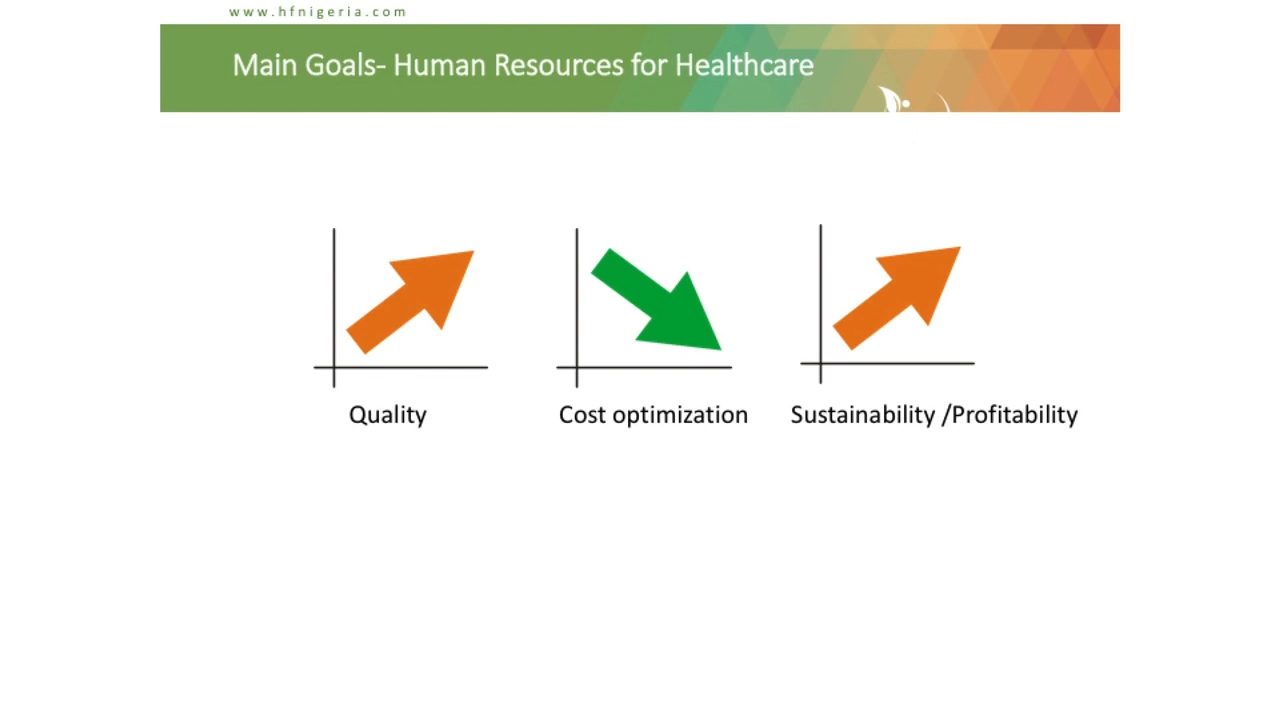 www.hfnigeria.com
Main Goals- Human Resources for Healthcare
Quality
Cost optimization
Sustainability /Profitability